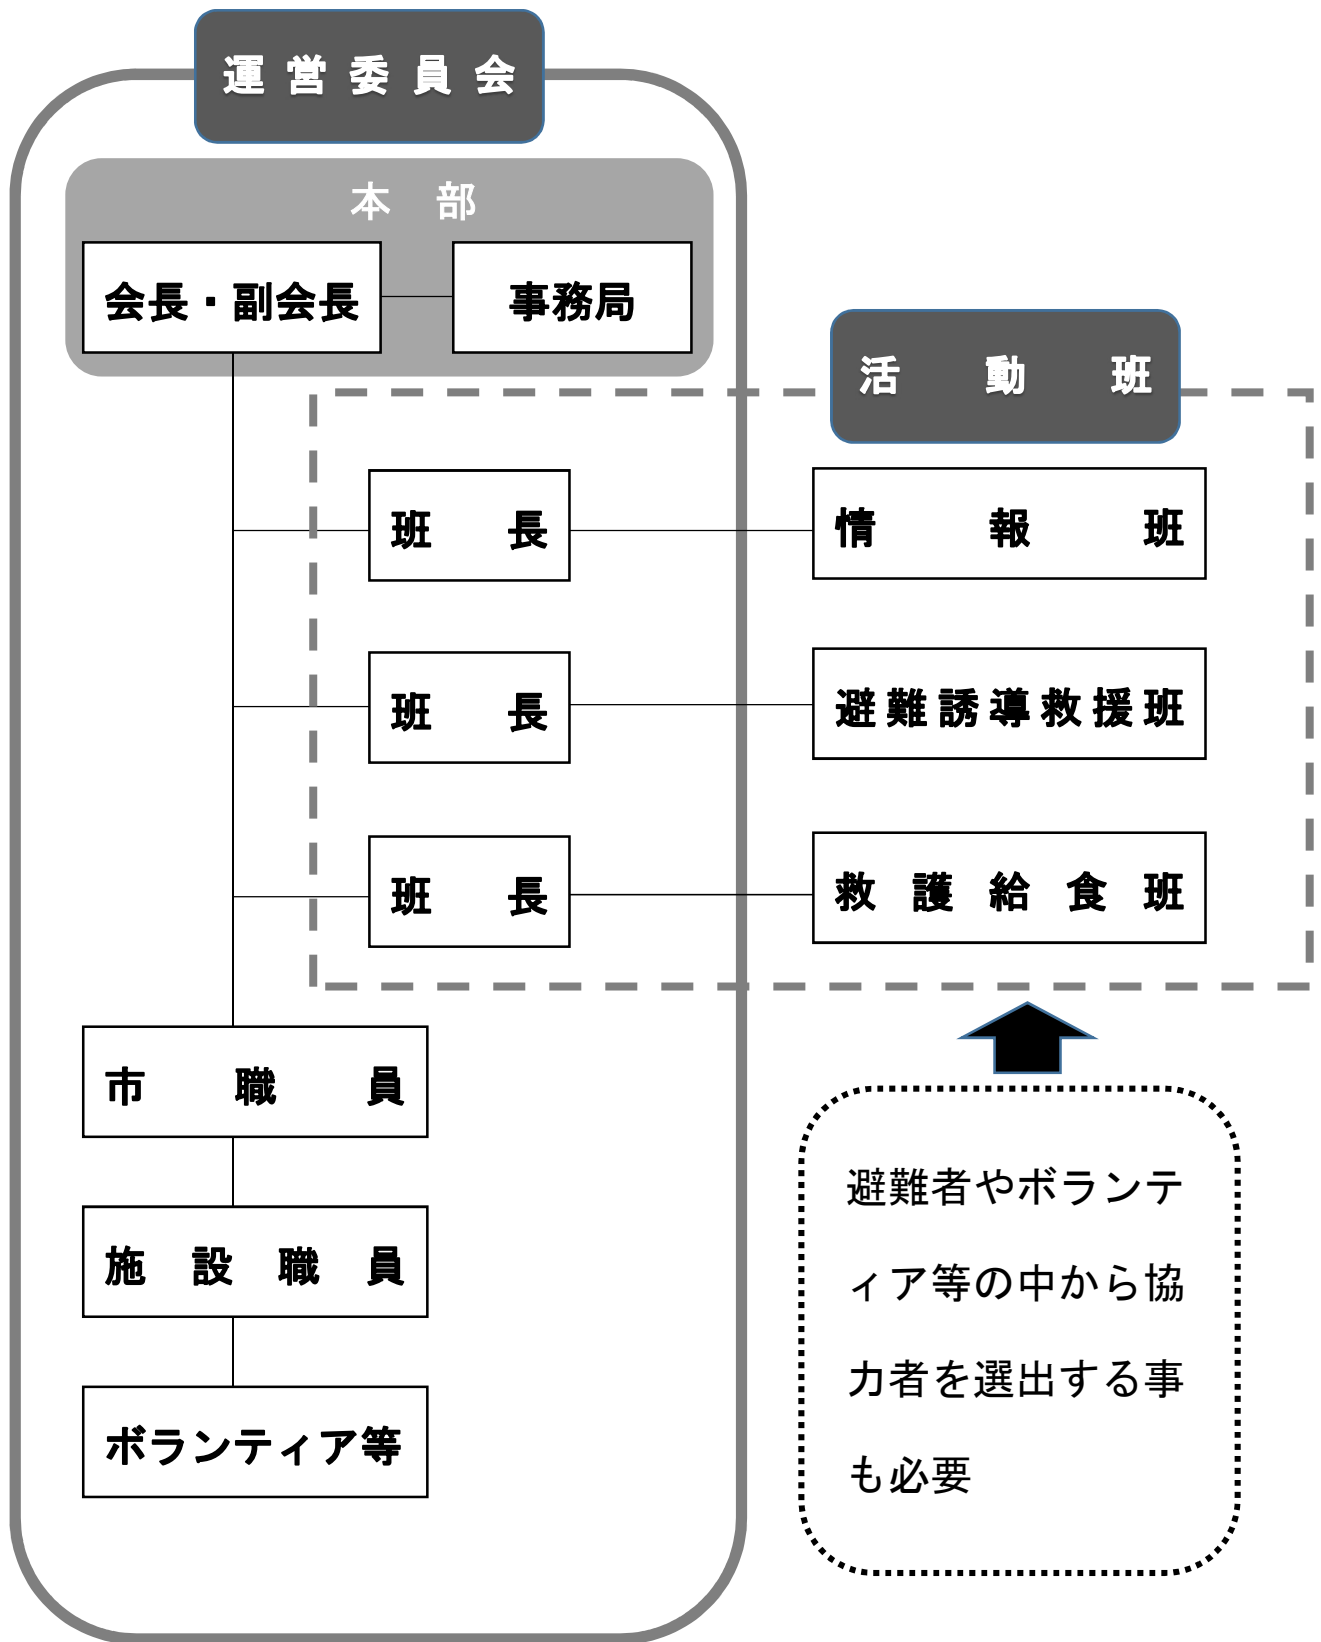 運営委員会
本部
会長・副会長
事務局
活動班
班長
情報班
班長
避難誘導救援班
班長
救護給食班
市職員
施設職員
ボランティア等
避難者やボランテ
ィア等の中から協
力者を選出する事
も必要